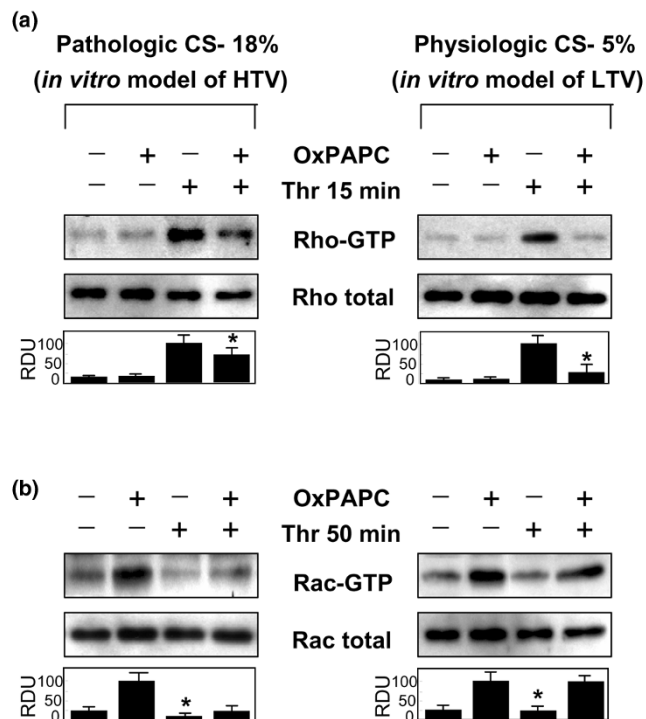 (a)
Pathologic CS- 18%
(in vitro model of HTV)
Physiologic CS- 5%
(in vitro model of LTV)
– + – + OxPAPC – + – +
– – + + Thr 15 min – – + +
Rho-GTP
Rho total
RDU 100 50 0 * RDU 100 50 0 *
(b)
– + – + OxPAPC – + – +
– – + + Thr 50 min – – + +
Rac-GTP
Rac total
RDU 100 50 0 * RDU 100 50 0 *